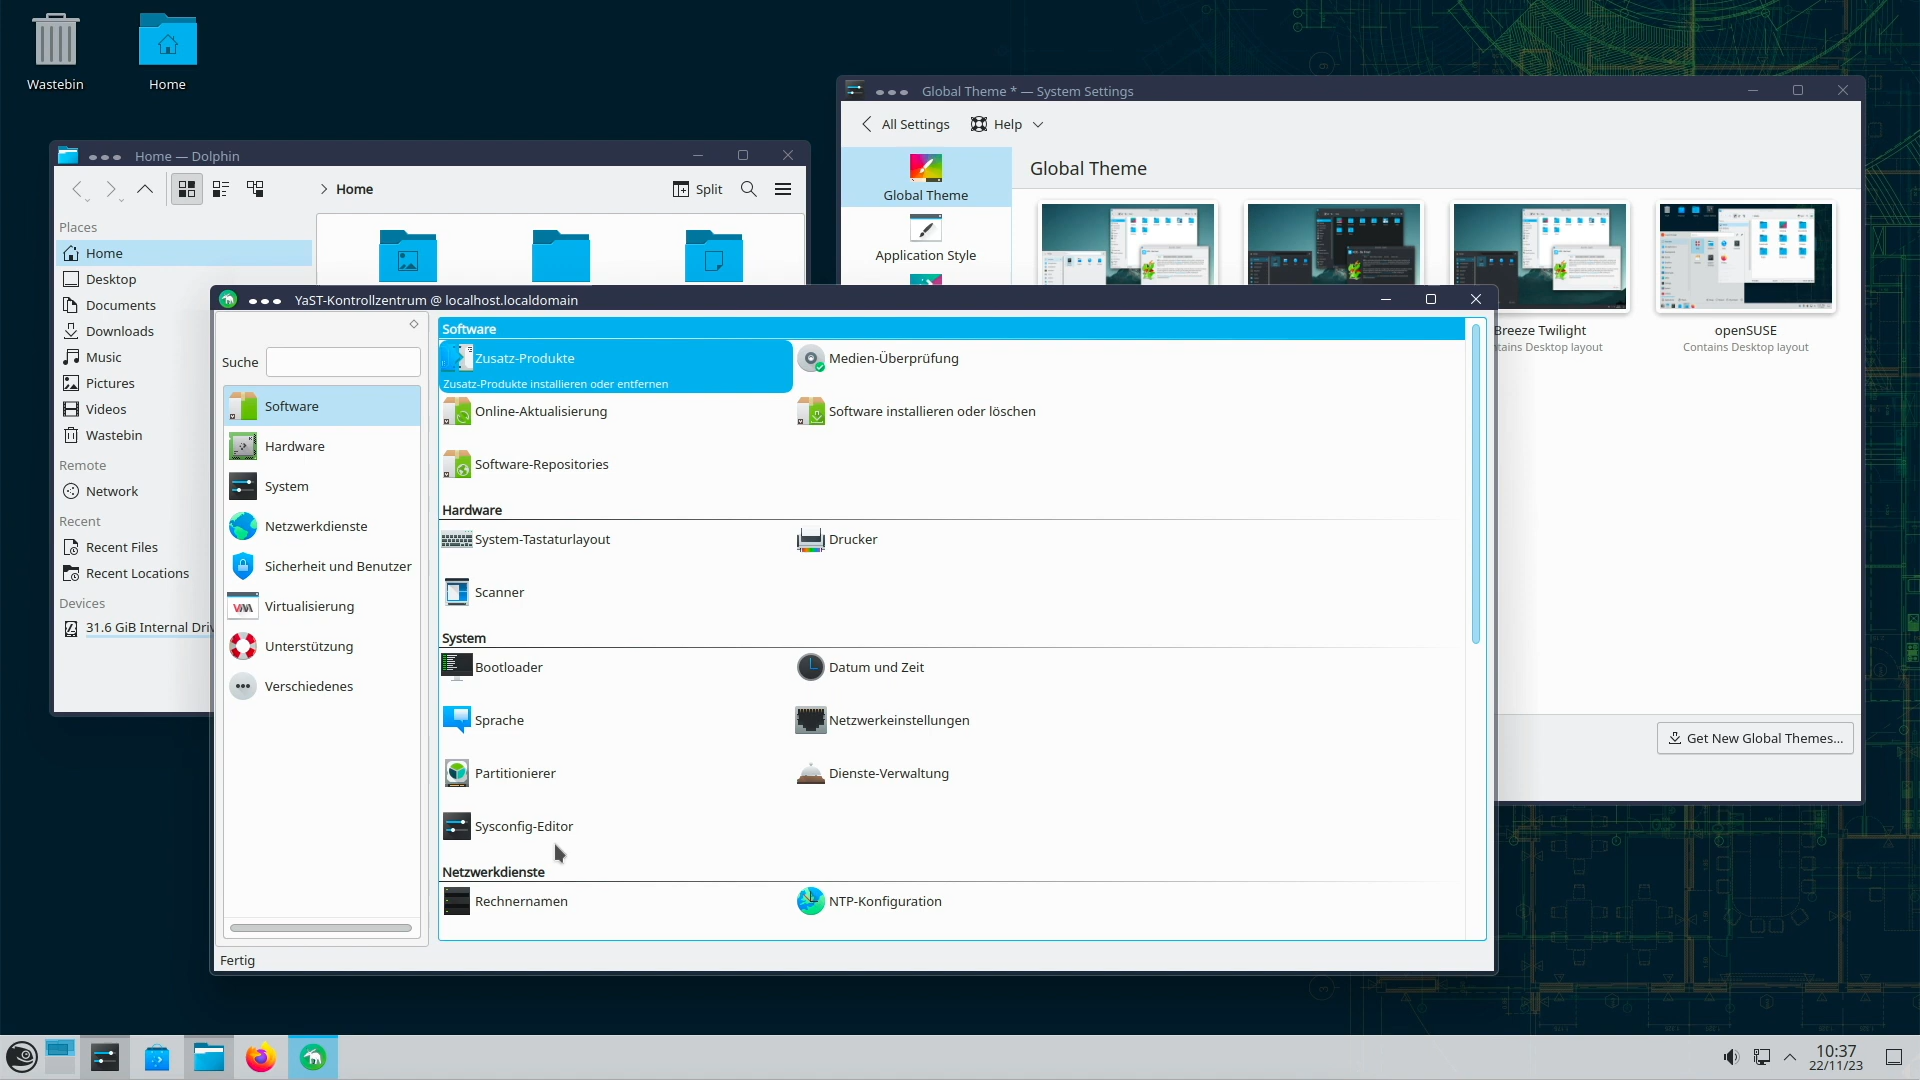 Wastebin
Home
Global Theme * — System Settings
All Settings
Help
Global Theme
Application Style
Global Theme
Breeze Twilight
openSUSE
Contains Desktop layout
Get New Global Themes...
Home — Dolphin
Home
Split
Places
Home
Desktop
Documents
Downloads
Music
Pictures
Videos
Wastebin
Remote
Network
Recent
Recent Files
Recent Locations
Devices
31.6 GiB Internal Driv
YaST-Kontrollzentrum @ localhost.localdomain
Suche
Software
Hardware
System
Netzwerkdienste
Sicherheit und Benutzer
Virtualisierung
Unterstützung
Verschiedenes
Software
Zusatz-Produkte
Zusatz-Produkte installieren oder entfernen
Medien-Überprüfung
Online-Aktualisierung
Software installieren oder löschen
Software-Repositories
Hardware
System-Tastaturlayout
Drucker
Scanner
System
Bootloader
Datum und Zeit
Sprache
Netzwerkeinstellungen
Partitionierer
Dienste-Verwaltung
Sysconfig-Editor
Netzwerkdienste
Rechnernamen
NTP-Konfiguration
Fertig
10:37
22/11/23